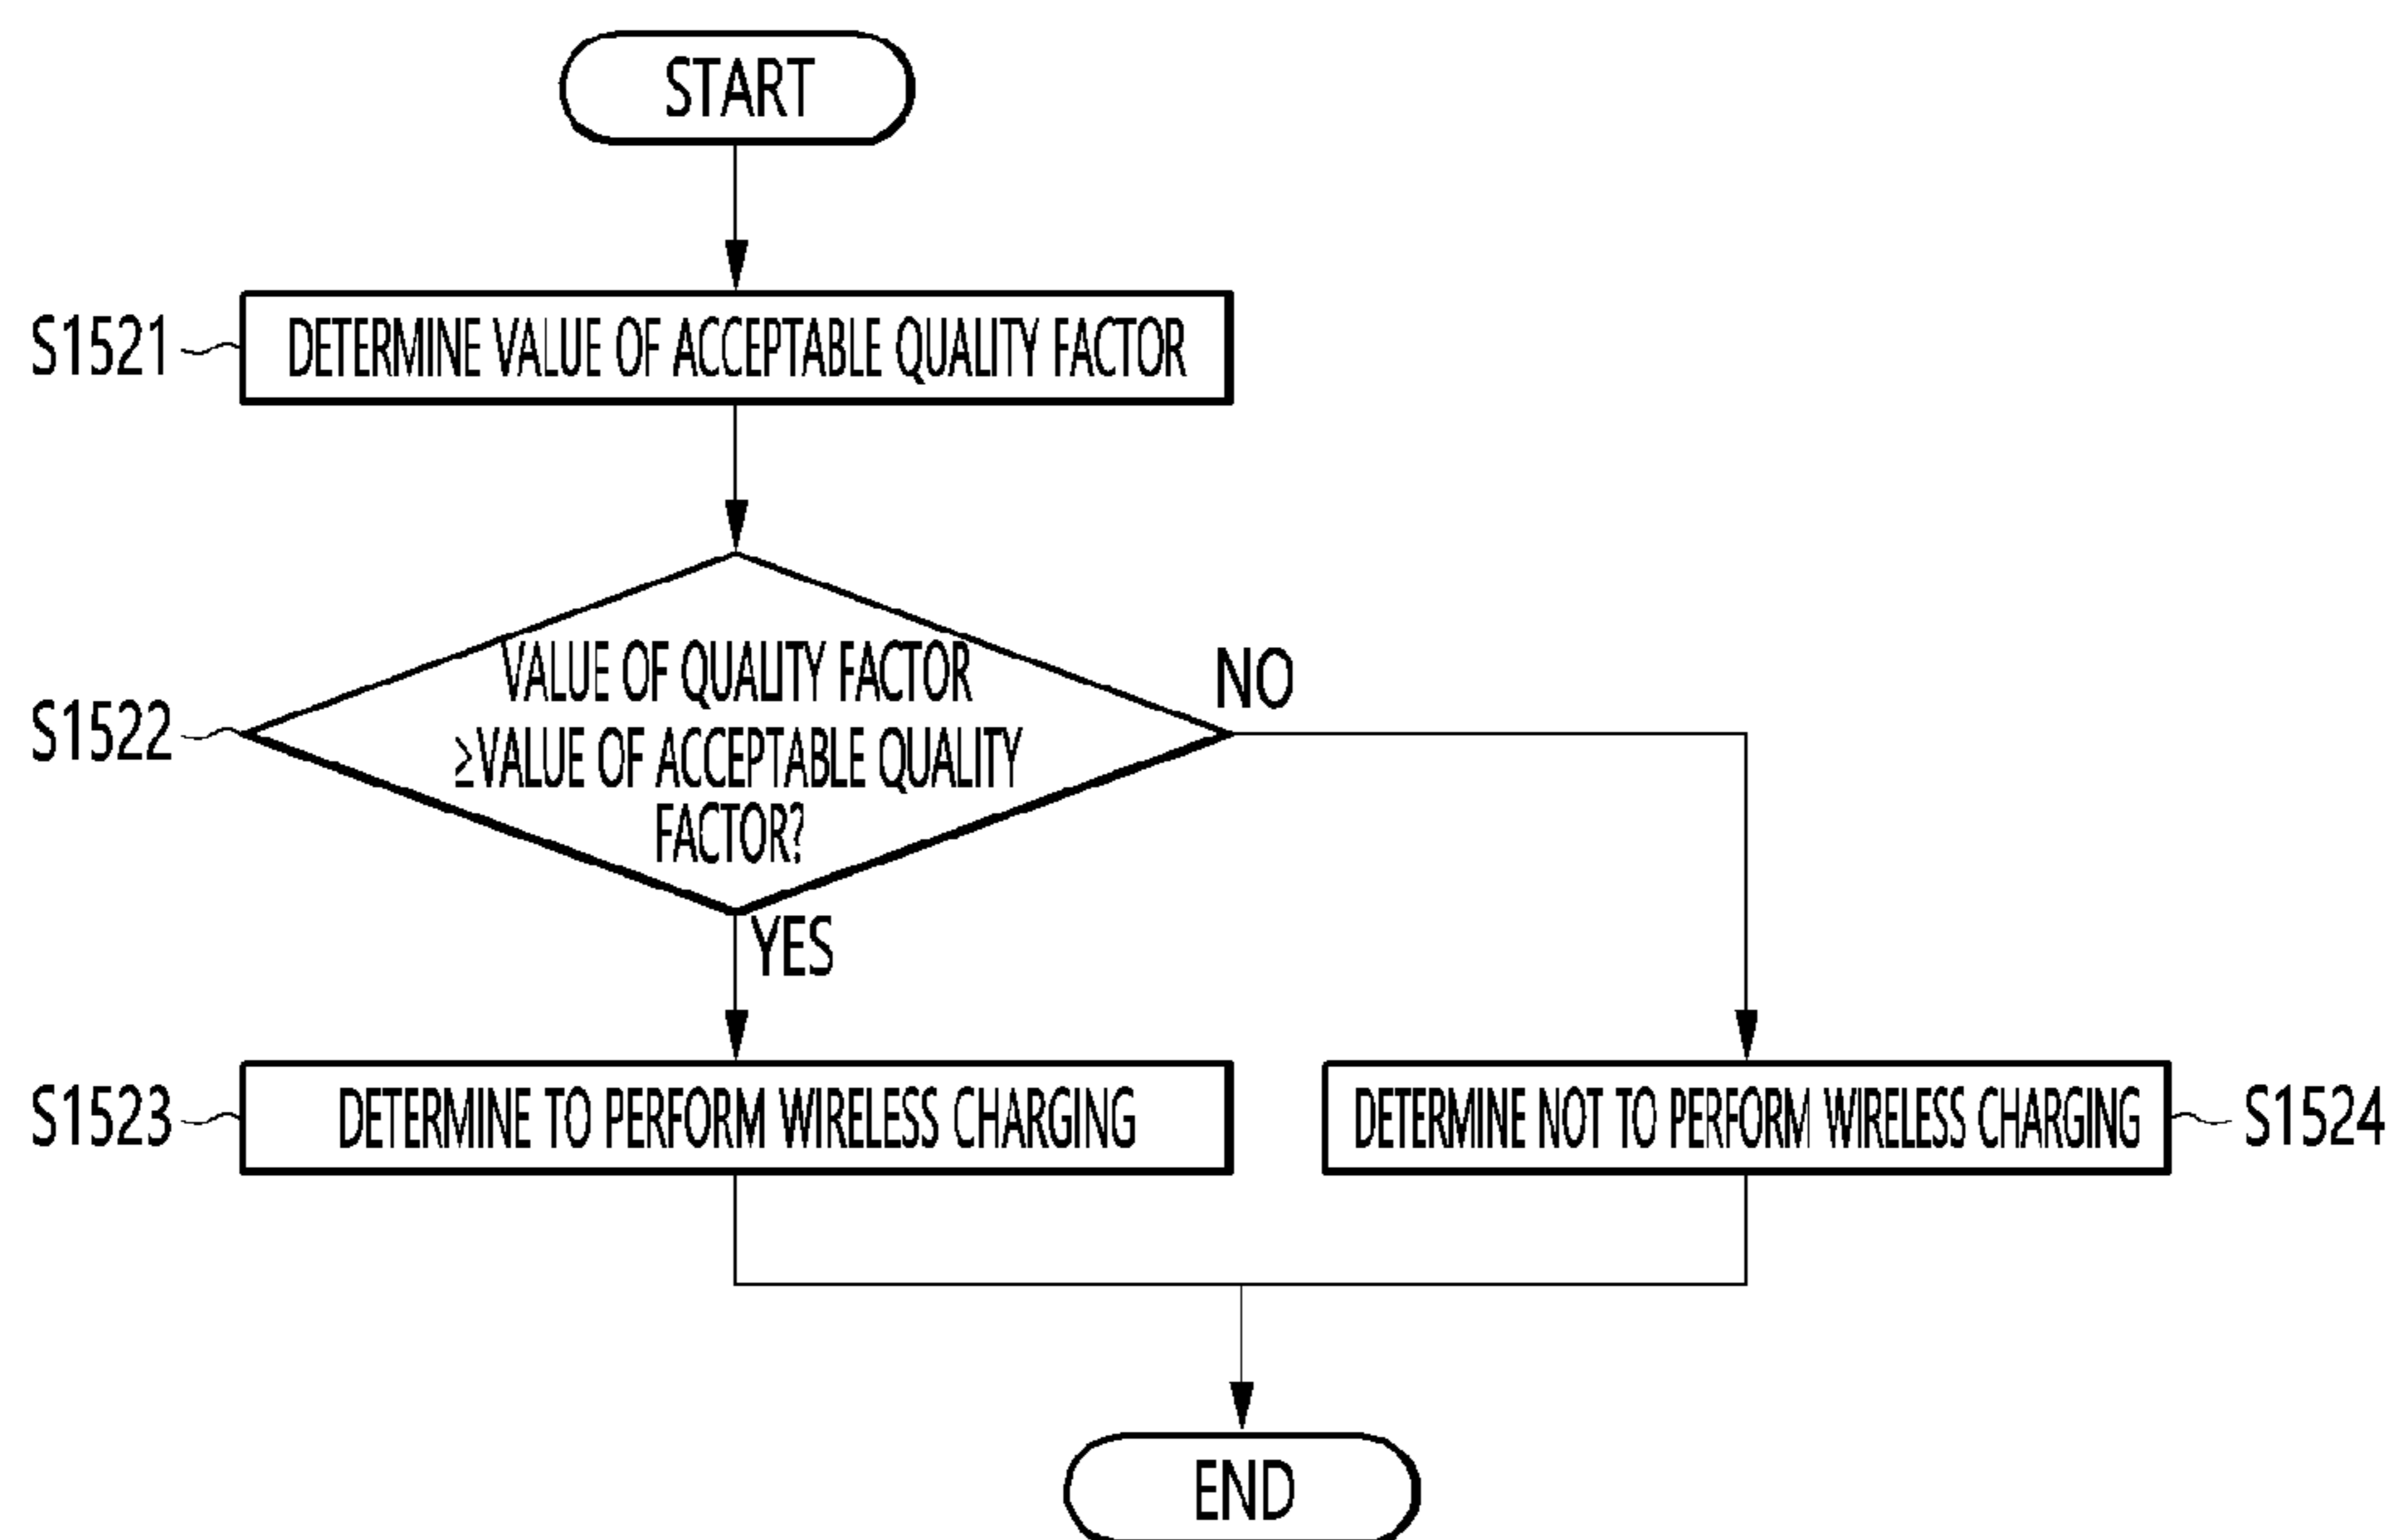 START
S1521
DETERMINE VALUE OF ACCEPTABLE QUALITY FACTOR
S1522
VALUE OF QUALITY FACTOR
≥VALUE OF ACCEPTABLE QUALITY
FACTOR?
NO
YES
S1523
DETERMINE TO PERFORM WIRELESS CHARGING
DETERMINE NOT TO PERFORM WIRELESS CHARGING
S1524
END